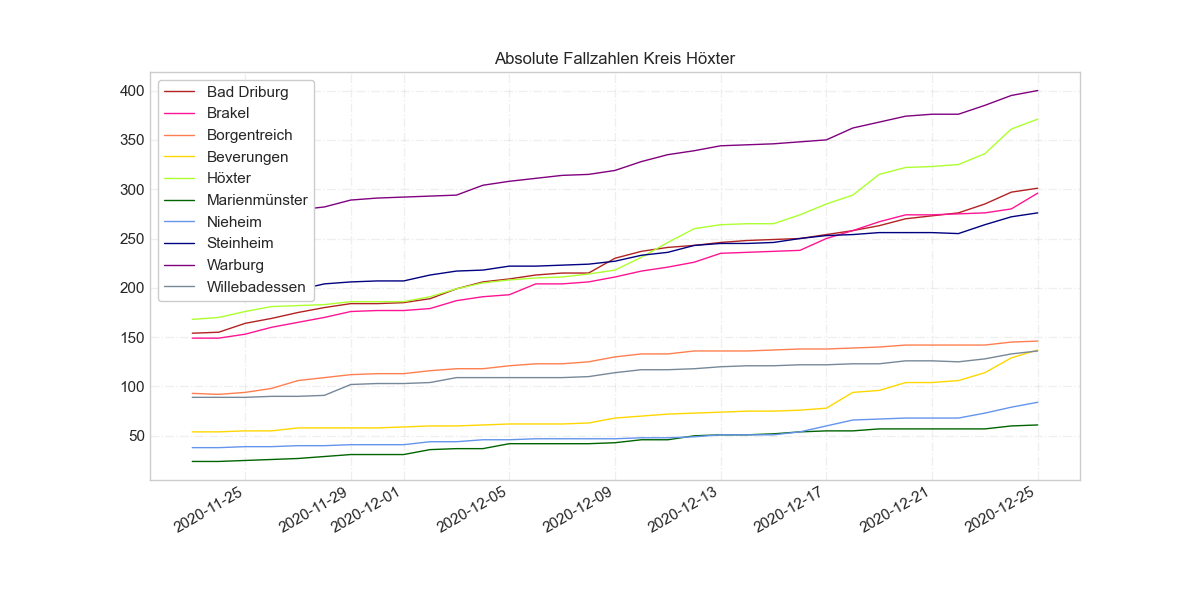 Absolute Fallzahlen Kreis Höxter
400
350
300
250
200
150
100
50
Bad Driburg
Brakel
Borgentreich
Beverungen
Höxter
Marienmünster
Nieheim
Steinheim
Warburg
Willebadessen
2020-11-25
2020-11-29
2020-12-01
2020-12-05
2020-12-09
2020-12-13
2020-12-17
2020-12-21
2020-12-25